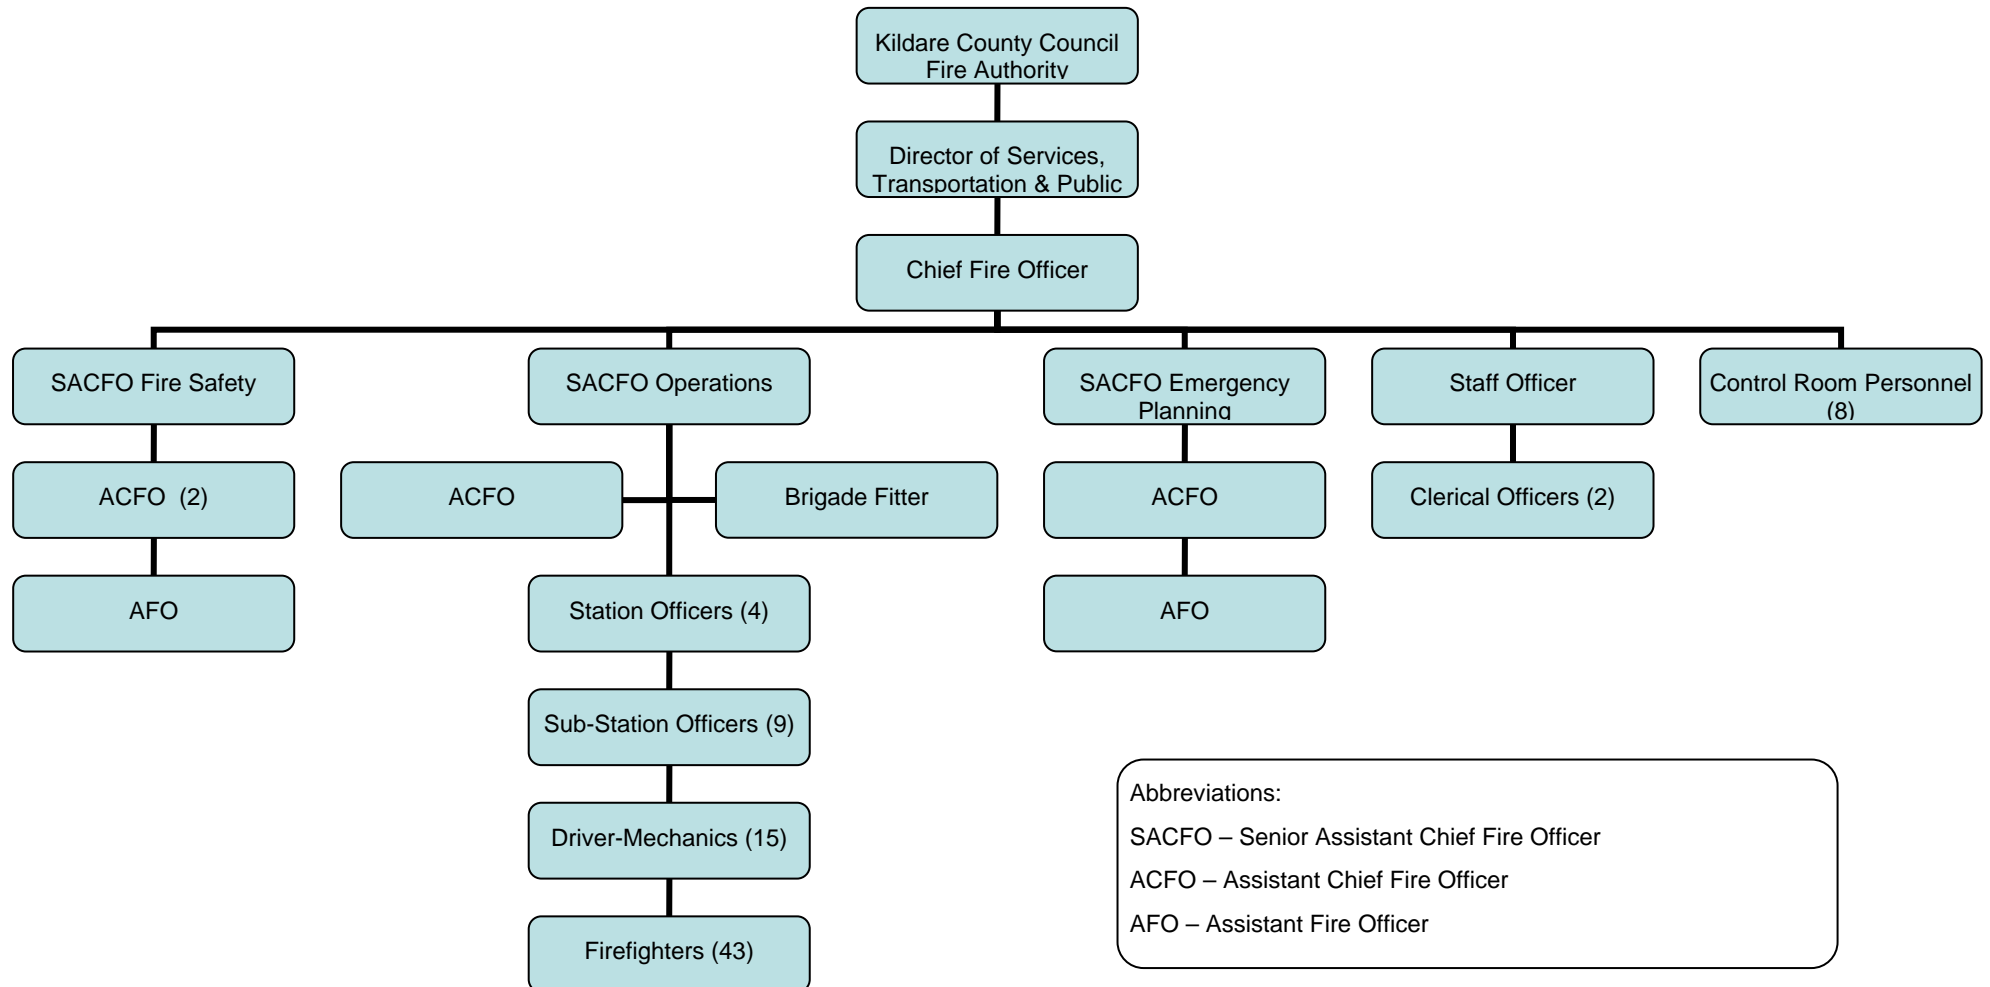 Kildare County Council
Fire Authority
Director of Services,
Transportation & Public
Chief Fire Officer
SACFO Fire Safety
SACFO Operations
SACFO Emergency
Planning
Staff Officer
Control Room Personnel
(8)
ACFO (2)
ACFO
Brigade Fitter
ACFO
Clerical Officers (2)
AFO
Station Officers (4)
AFO
Sub-Station Officers (9)
Driver-Mechanics (15)
Firefighters (43)
Abbreviations:
SACFO – Senior Assistant Chief Fire Officer
ACFO – Assistant Chief Fire Officer
AFO – Assistant Fire Officer